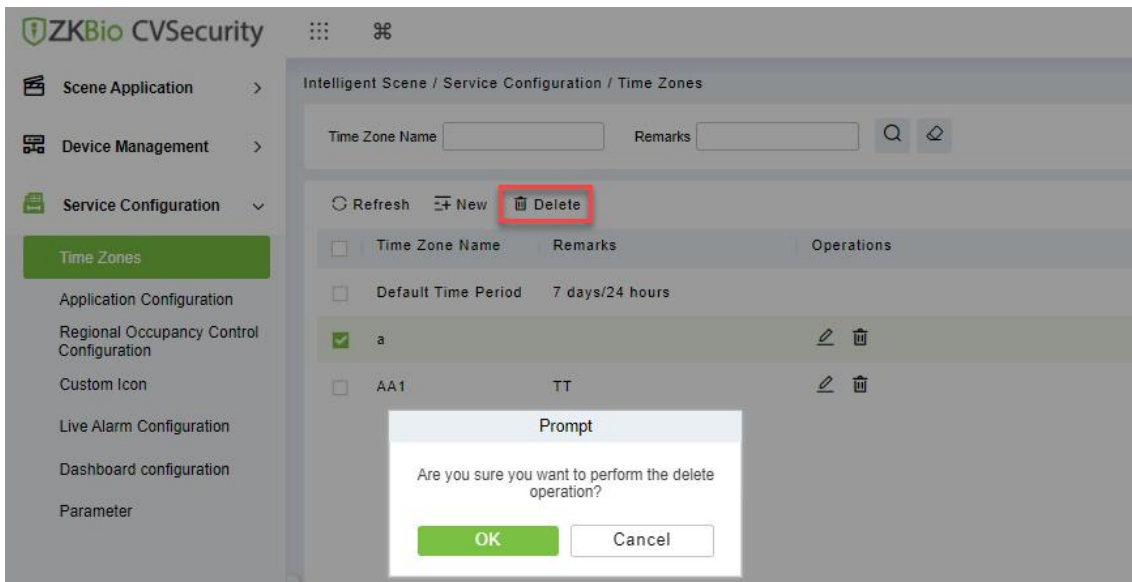 ZKBio CVSecurity
Scene Application
Device Management
Service Configuration
Time Zones
Application Configuration
Regional Occupancy Control
Configuration
Custom Icon
Live Alarm Configuration
Dashboard configuration
Parameter
Intelligent Scene / Service Configuration / Time Zones
Time Zone Name Remarks
Refresh New Delete
Time Zone Name Remarks Operations
Default Time Period 7 days/24 hours
a
AA1 TT
Prompt
Are you sure you want to perform the delete
operation?
OK Cancel